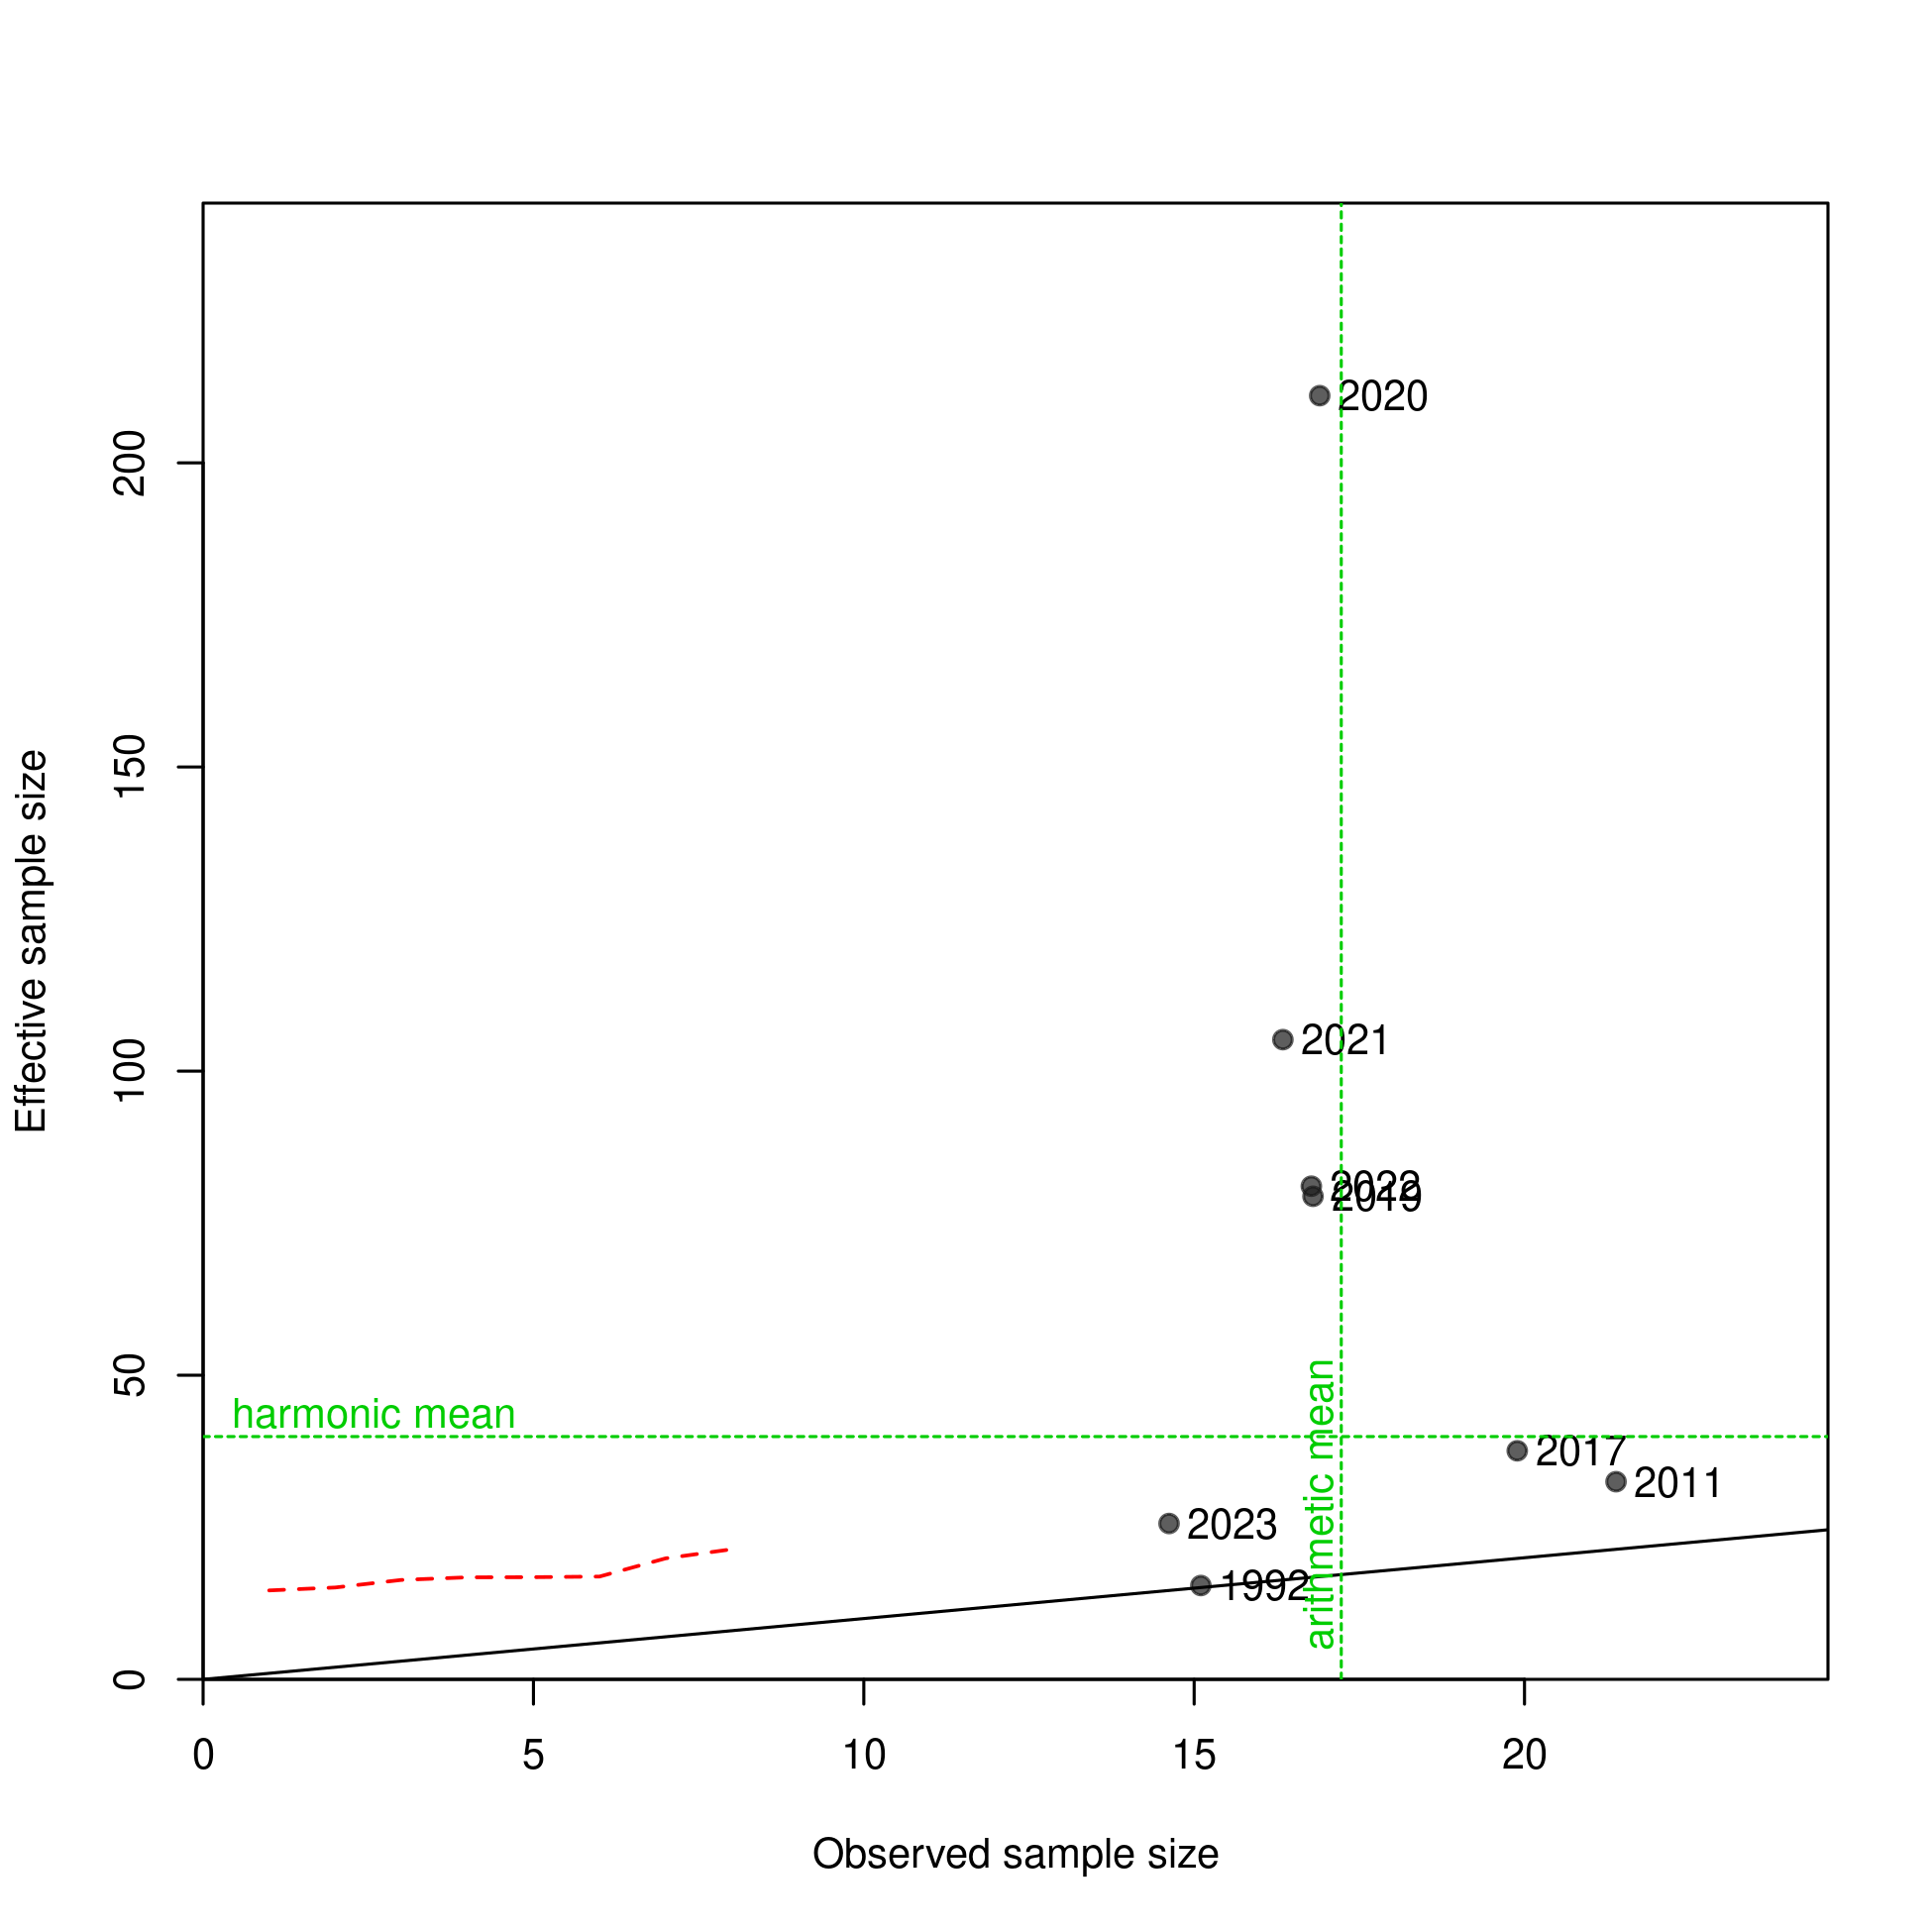 2020
200
150
Effective sample size
2021
100
2022
2019
50
harmonic mean
arithmetic mean
2017
2011
2023
1992
0
0 5 10 15 20
Observed sample size